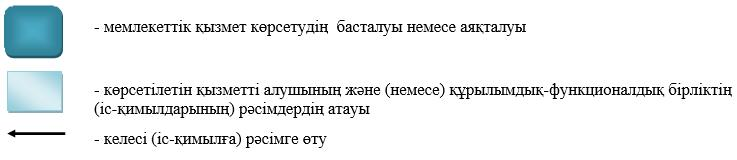 - мемлекеттік қызмет көрсетудің басталуы немесе аяқталуы
- көрсетілетін қызметті алушының және (немесе) құрылымдық-функционалдық бірліктің
(іс-қимылдарының) рәсімдердің атауы
- келесі (іс-қимылға) рәсімге өту